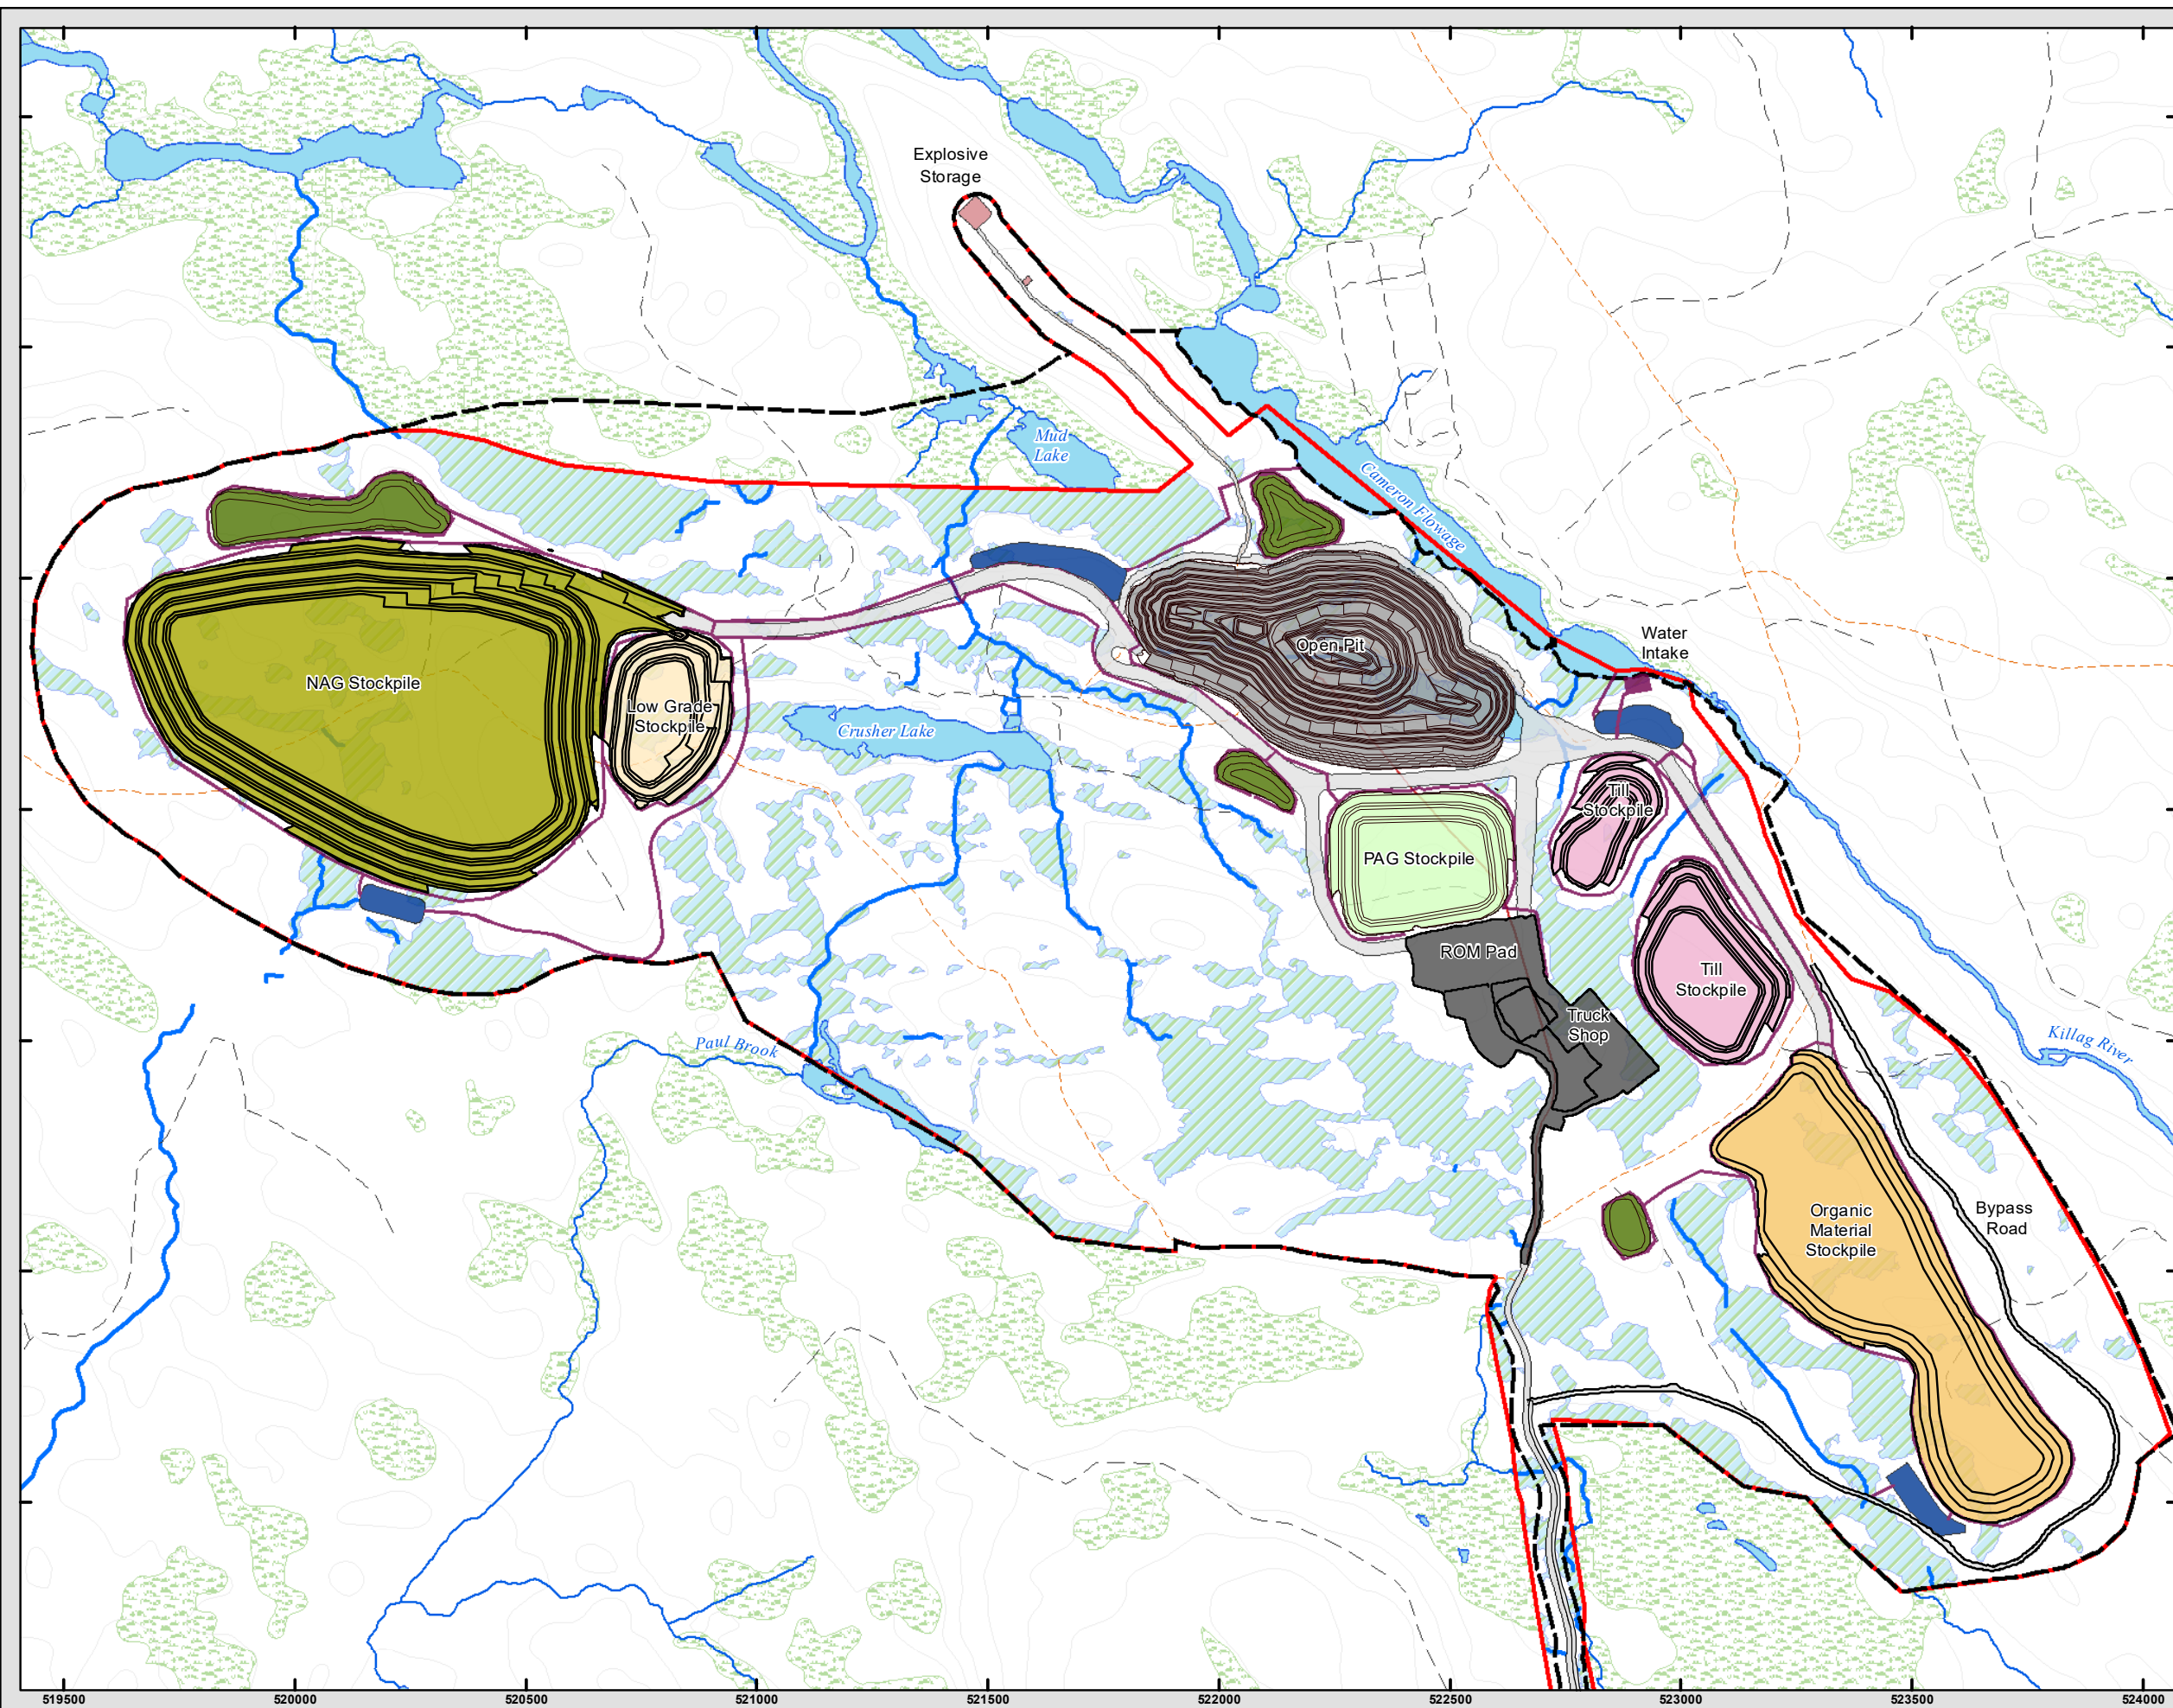 Explosive
Storage
Mud
Lake
Cameron Flowage
Water
Intake
Open Pit
NAG Stockpile
Low Grade
Stockpile
Crusher Lake
Till
Stockpile
PAG Stockpile
ROM Pad
Till
Stockpile
Truck
Shop
Paul Brook
Killag River
Organic
Material
Stockpile
Bypass
Road
519500 520000 520500 521000 521500 522000 522500 523000 523500 524000